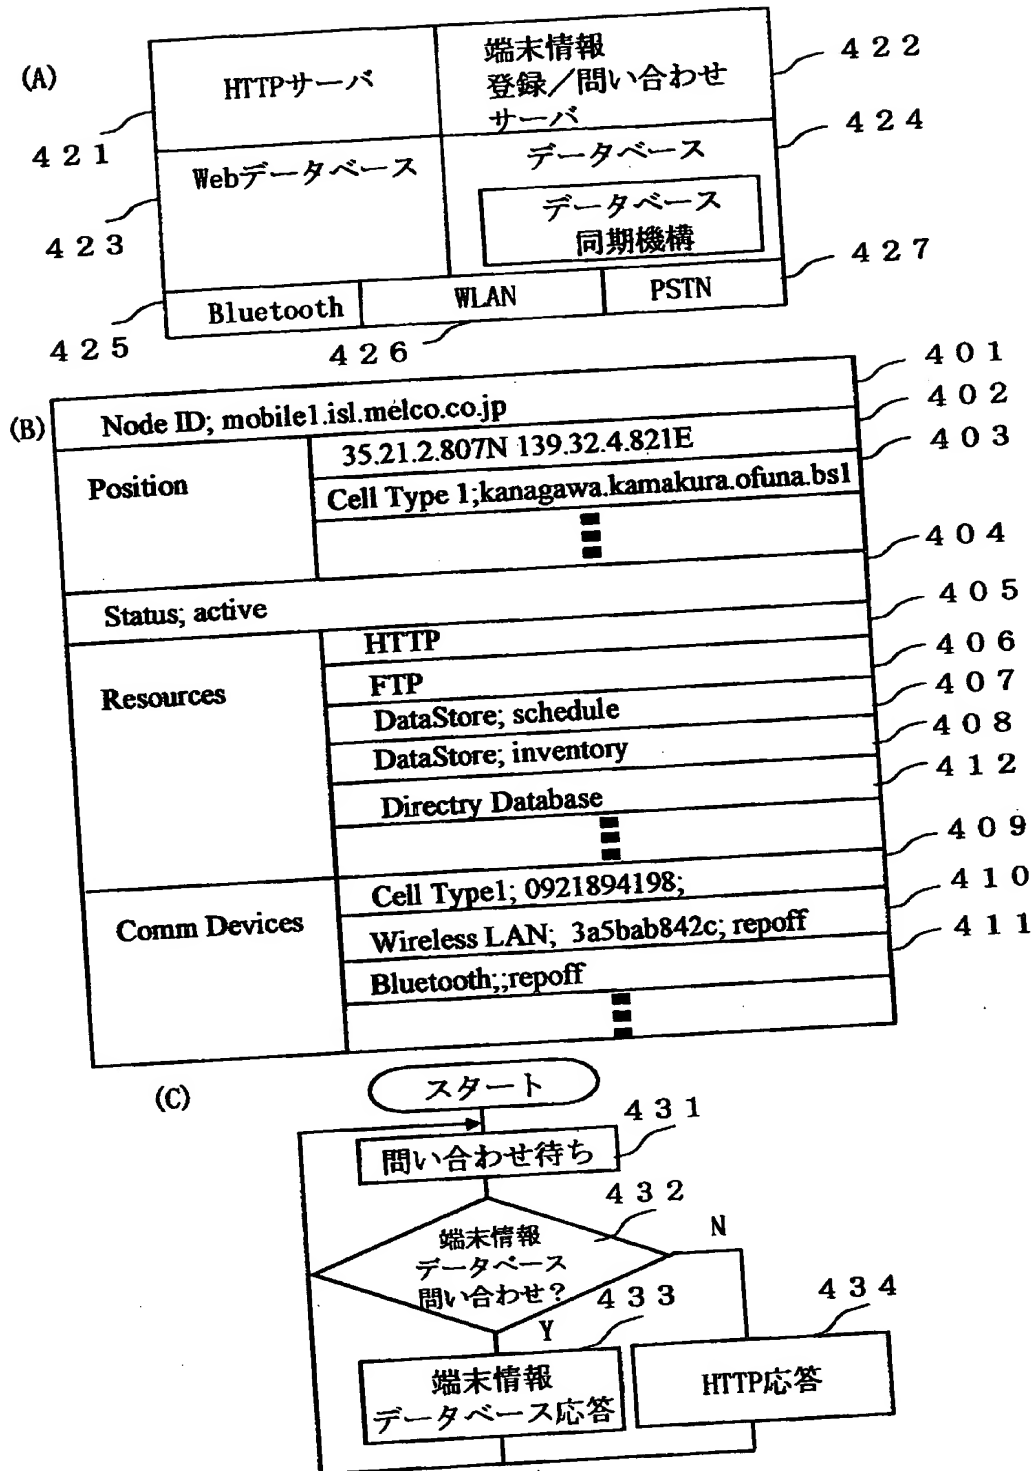 (A)
HTTPサーバ
端末情報
登録／問い合わせ
サーバ
422
421
Webデータベース
データベース
424
データベース
同期機構
423
427
Bluetooth
WLAN
PSTN
425
426
401
(B)
Node ID; mobile1.isl.melco.co.jp
402
Position
35.21.2.807N 139.32.4.821E
403
Cell Type 1;kanagawa.kamakura.ofuna.bs1
404
Status; active
405
Resources
HTTP
406
FTP
407
DataStore; schedule
408
DataStore; inventory
412
Directry Database
409
Comm Devices
Cell Type1; 0921894198;
410
Wireless LAN; 3a5bab842c; repoff
411
Bluetooth;;repoff
(C)
スタート
431
問い合わせ待ち
432
N
端末情報
データベース
問い合わせ？
433
434
Y
端末情報
データベース応答
HTTP応答